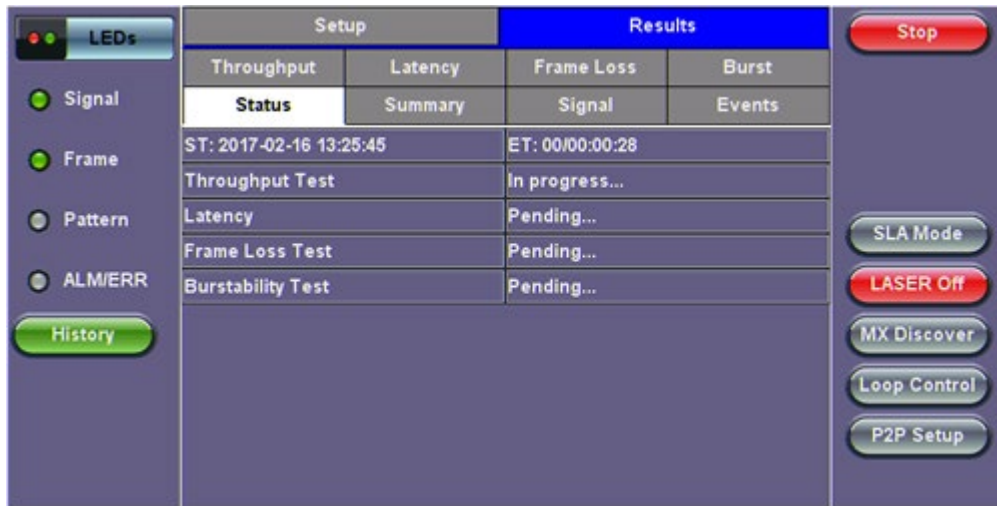 LEDs
Signal
Frame
Pattern
ALM/ERR
History
Setup
Results
Throughput
Latency
Frame Loss
Burst
Status
Summary
Signal
Events
ST: 2017-02-16 13:25:45
ET: 00/00:00:28
Throughput Test
In progress...
Latency
Pending...
Frame Loss Test
Pending...
Burstability Test
Pending...
Stop
SLA Mode
LASER Off
MX Discover
Loop Control
P2P Setup